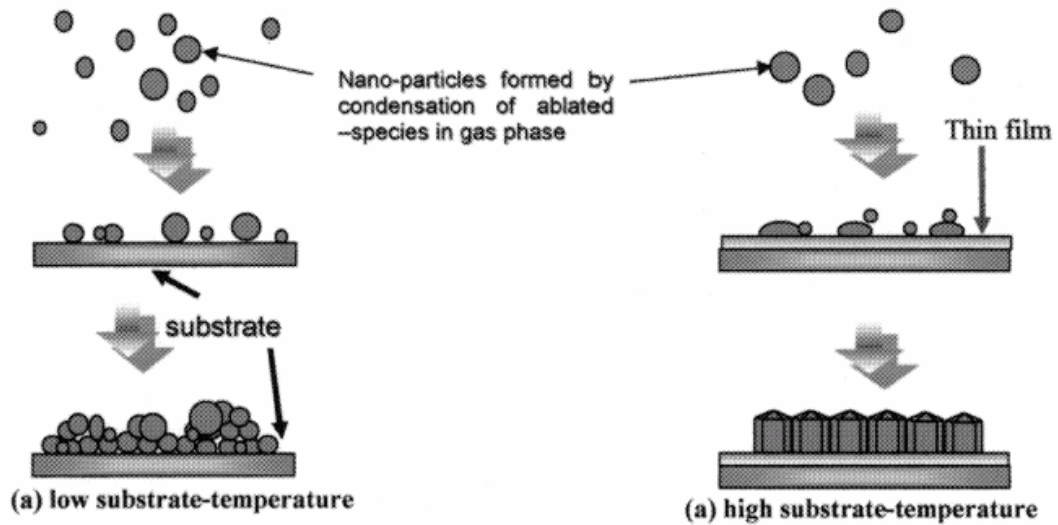 Nano-particles formed by
condensation of ablated
–species in gas phase
Thin film
substrate
(a) low substrate-temperature
(a) high substrate-temperature